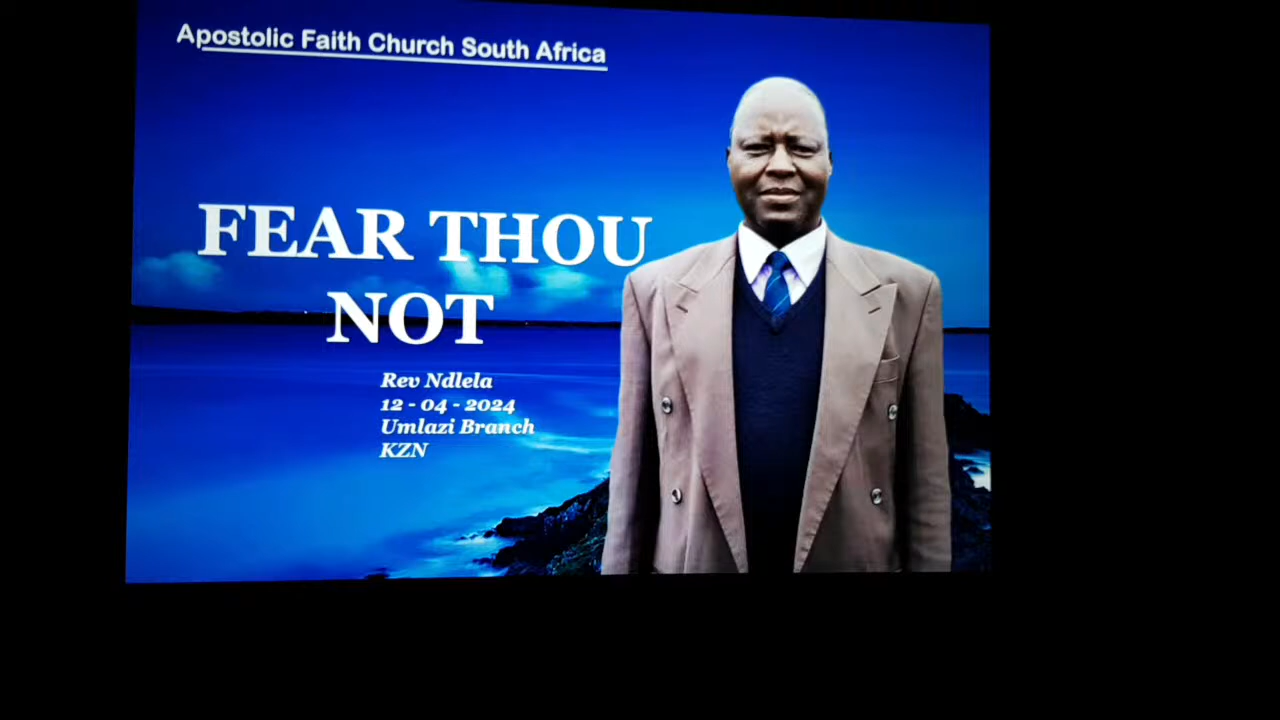 Apostolic Faith Church South Africa
FEAR THOU
NOT
Rev Ndlela
12 - 04 - 2024
Umlazi Branch
KZN